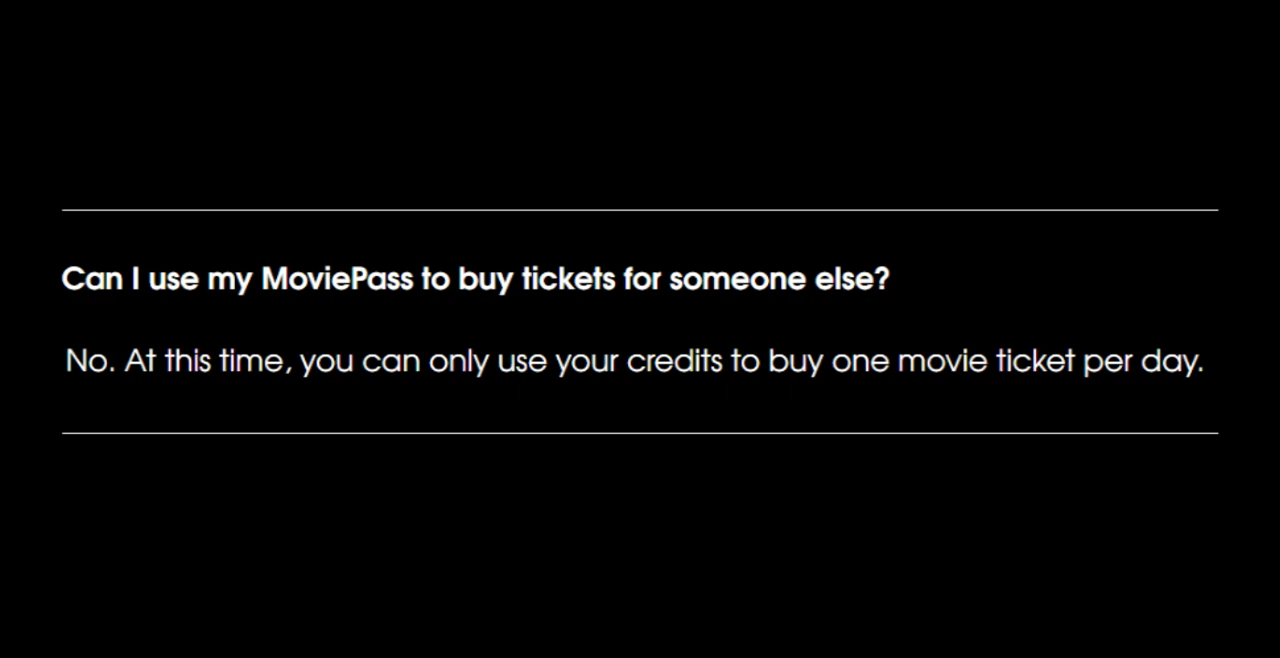 Can I use my MoviePass to buy tickets for someone else?
No. At this time, you can only use your credits to buy one movie ticket per day.